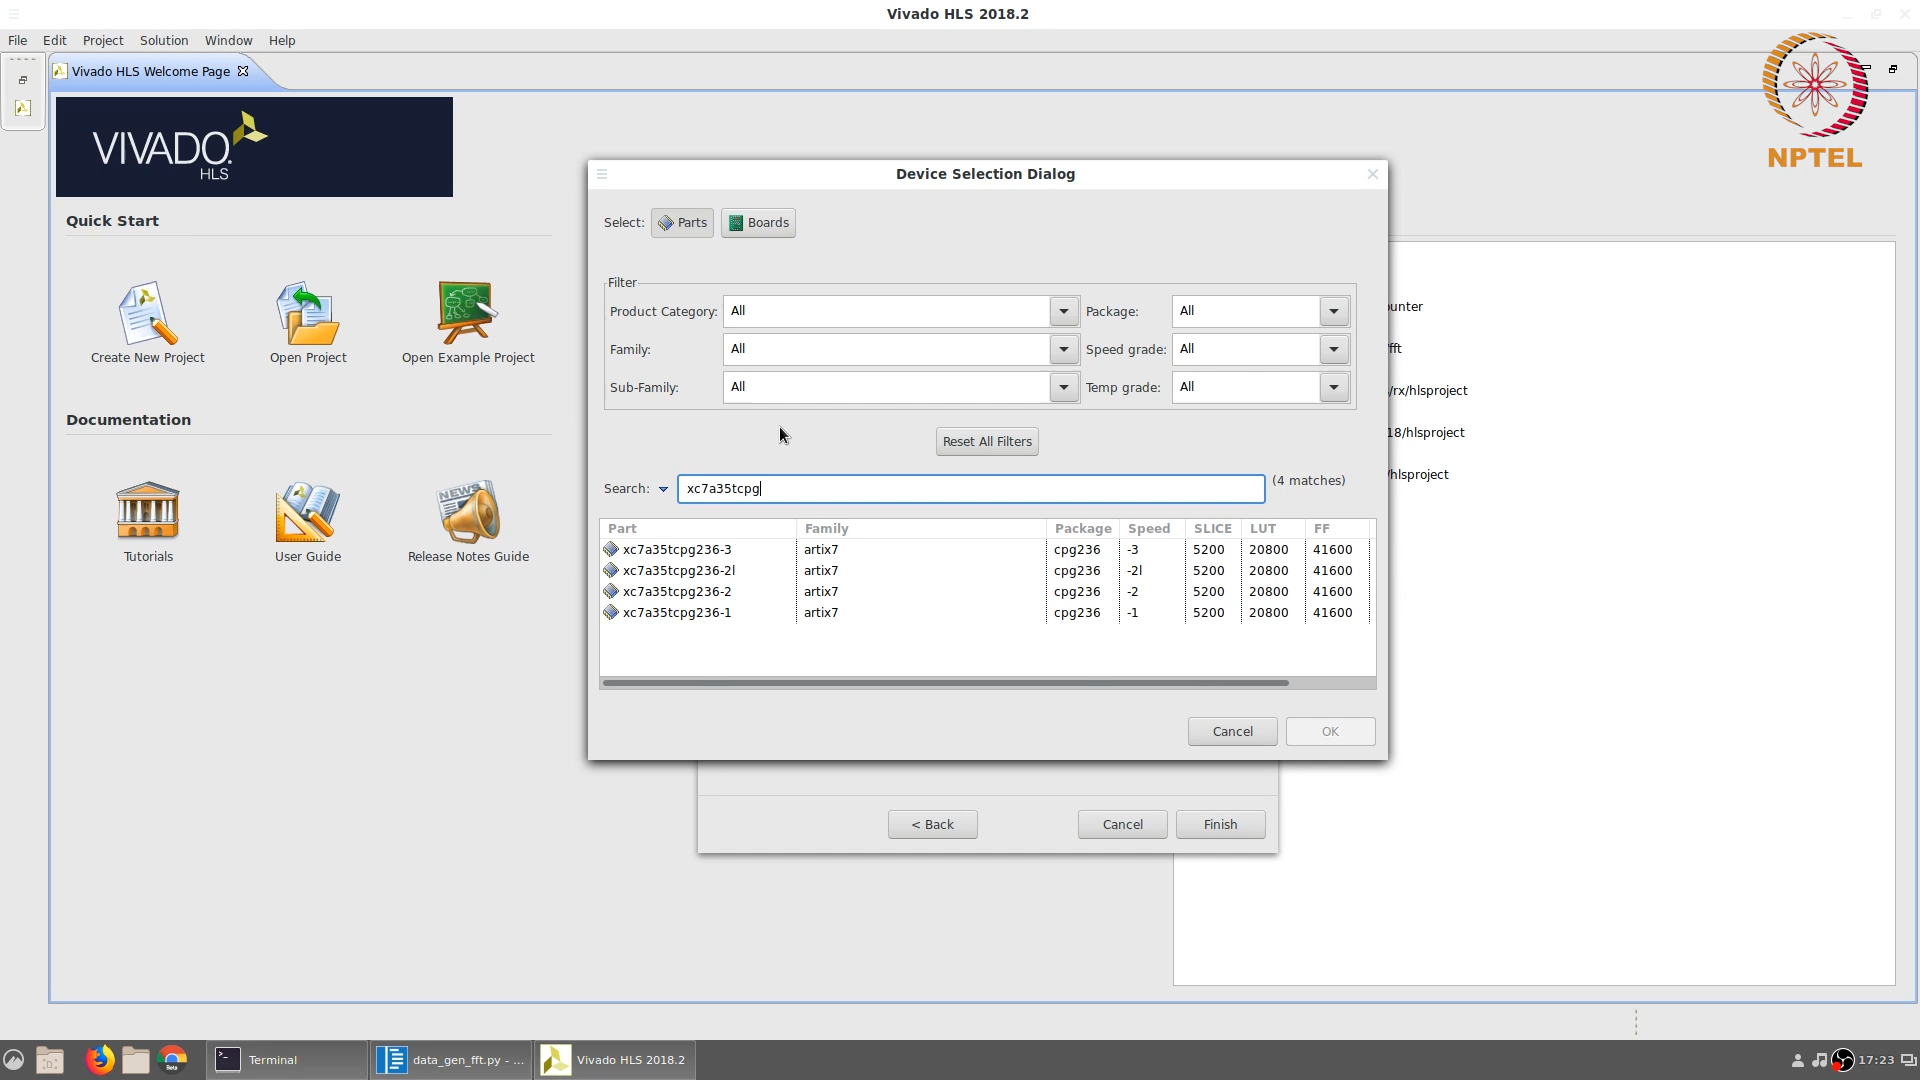 Vivado HLS 2018.2
File Edit Project Solution Window Help
Vivado HLS Welcome Page
VIVADO
HLS
NPTEL
Quick Start
Create New Project
Open Project
Open Example Project
Documentation
Tutorials
User Guide
Release Notes Guide
Device Selection Dialog
Select: Parts Boards
Filter
Product Category: All Package: All
Family: All Speed grade: All
Sub-Family: All Temp grade: All
Reset All Filters
Search: xc7a35tcpg (4 matches)
Part Family Package Speed SLICE LUT FF
xc7a35tcpg236-3 artix7 cpg236 -3 5200 20800 41600
xc7a35tcpg236-2l artix7 cpg236 -2l 5200 20800 41600
xc7a35tcpg236-2 artix7 cpg236 -2 5200 20800 41600
xc7a35tcpg236-1 artix7 cpg236 -1 5200 20800 41600
Cancel OK
< Back Cancel Finish
ounter
fft
/rx/hlsproject
18/hlsproject
/hlsproject
Terminal
data_gen_fft.py - ...
Vivado HLS 2018.2
17:23